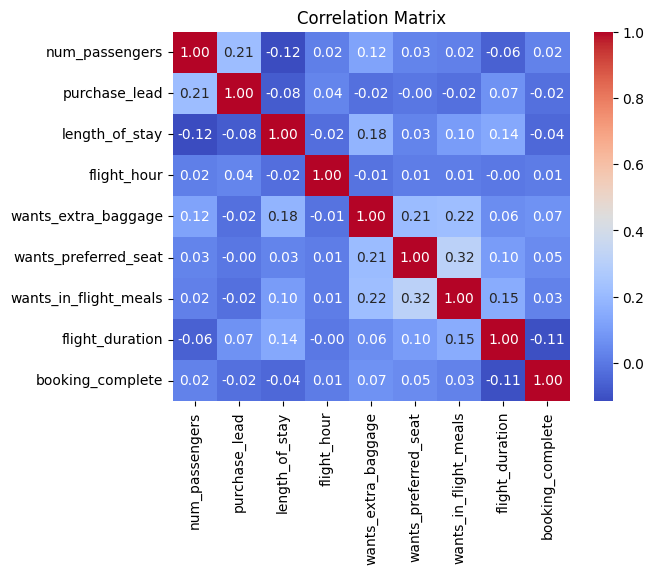 Correlation Matrix
num_passengers 1.00 0.21 -0.12 0.02 0.12 0.03 0.02 -0.06 0.02
purchase_lead 0.21 1.00 -0.08 0.04 -0.02 -0.00 -0.02 0.07 -0.02
length_of_stay -0.12 -0.08 1.00 -0.02 0.18 0.03 0.10 0.14 -0.04
flight_hour 0.02 0.04 -0.02 1.00 -0.01 0.01 0.01 -0.00 0.01
wants_extra_baggage 0.12 -0.02 0.18 -0.01 1.00 0.21 0.22 0.06 0.07
wants_preferred_seat 0.03 -0.00 0.03 0.01 0.21 1.00 0.32 0.10 0.05
wants_in_flight_meals 0.02 -0.02 0.10 0.01 0.22 0.32 1.00 0.15 0.03
flight_duration -0.06 0.07 0.14 -0.00 0.06 0.10 0.15 1.00 -0.11
booking_complete 0.02 -0.02 -0.04 0.01 0.07 0.05 0.03 -0.11 1.00
num_passengers
purchase_lead
length_of_stay
flight_hour
wants_extra_baggage
wants_preferred_seat
wants_in_flight_meals
flight_duration
booking_complete
1.0
0.8
0.6
0.4
0.2
0.0